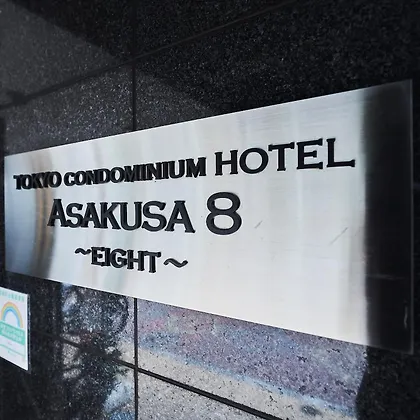 TOKYO CONDOMINIUM HOTEL
ASAKUSA 8
~EIGHT~